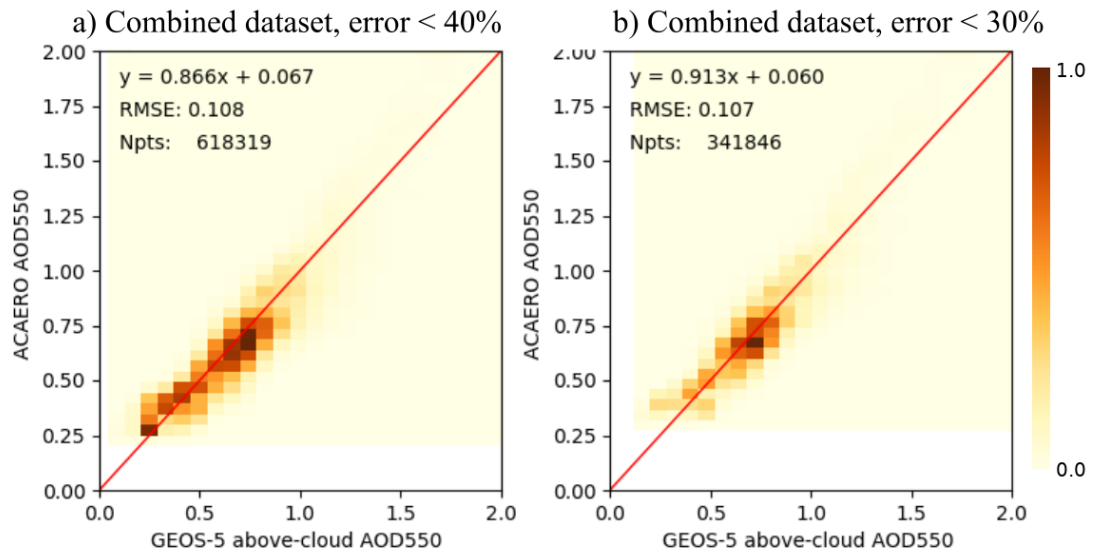 a) Combined dataset, error < 40%
b) Combined dataset, error < 30%
2.00
1.75
1.50
1.25
1.00
0.75
0.50
0.25
0.00
ACAERO AOD550
y = 0.866x + 0.067
RMSE: 0.108
Npts: 618319
0.0
0.5
1.0
1.5
2.0
GEOS-5 above-cloud AOD550
2.00
1.75
1.50
1.25
1.00
0.75
0.50
0.25
0.00
ACAERO AOD550
y = 0.913x + 0.060
RMSE: 0.107
Npts: 341846
0.0
0.5
1.0
1.5
2.0
GEOS-5 above-cloud AOD550
1.0
0.0